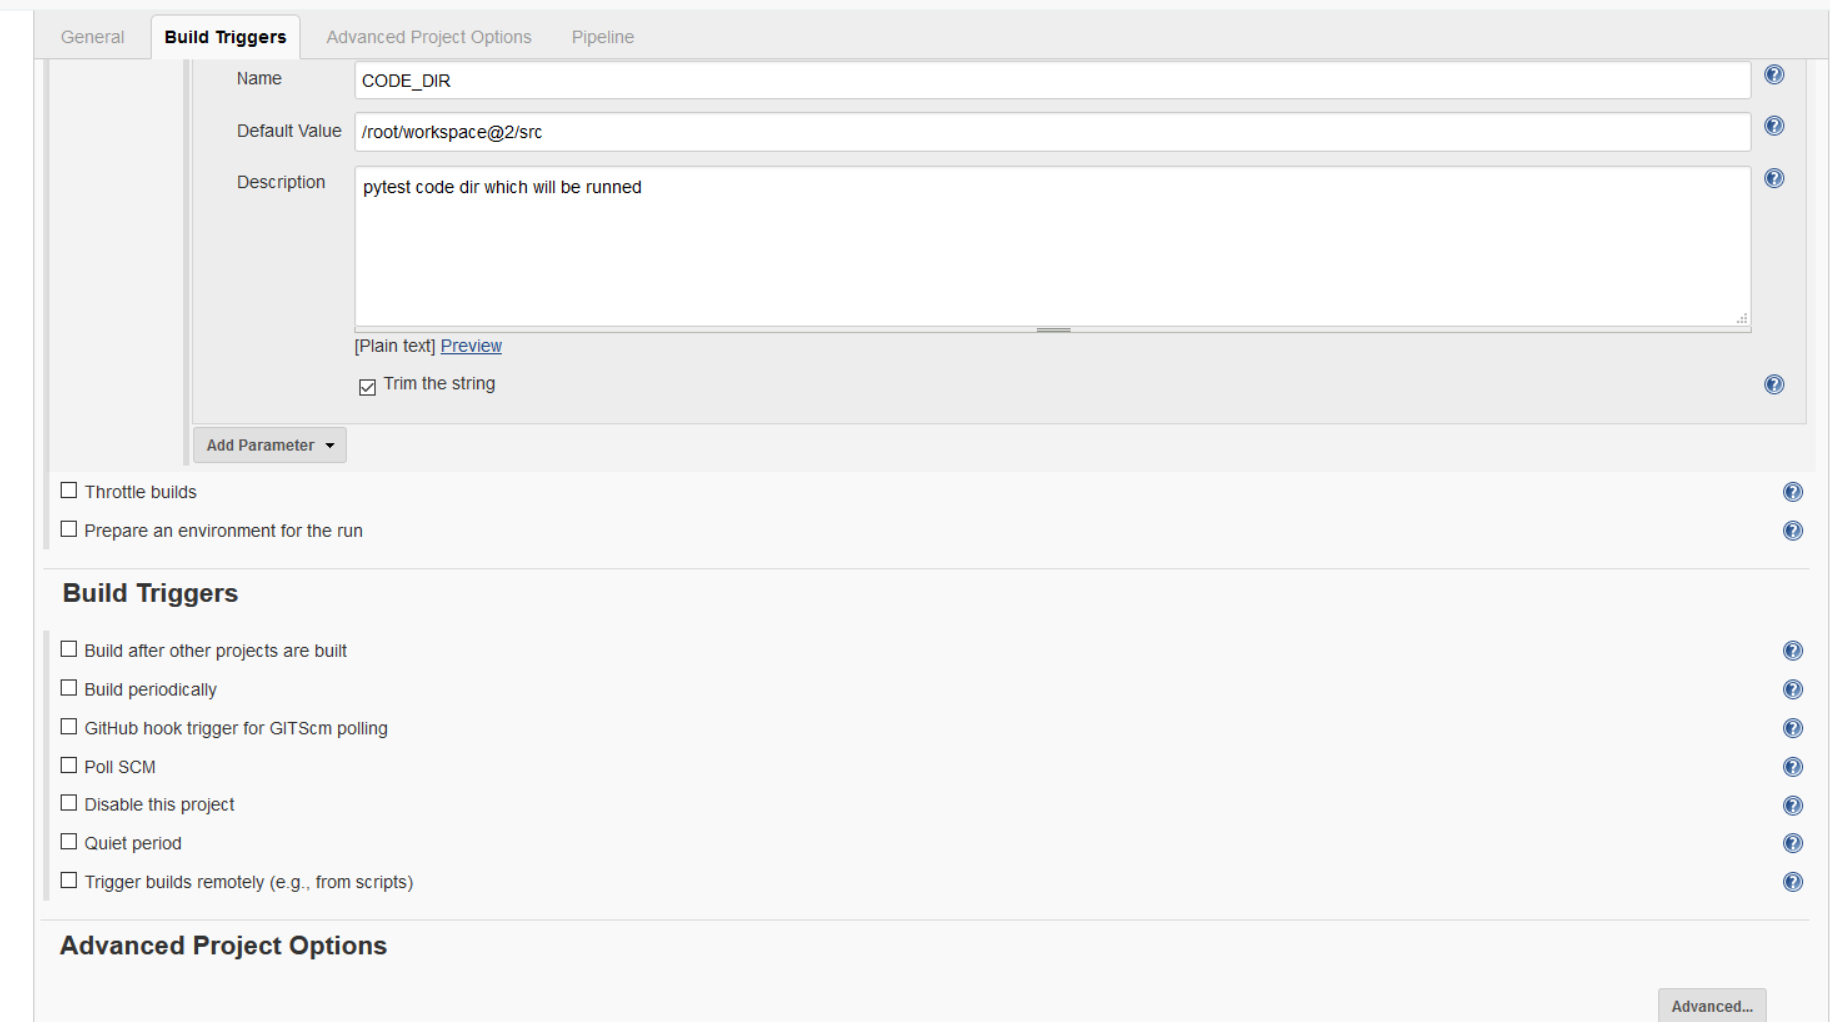 General Build Triggers Advanced Project Options Pipeline
Name CODE_DIR
Default Value /root/workspace@2/src
Description pytest code dir which will be runned
[Plain text] Preview
Trim the string
Add Parameter
Throttle builds
Prepare an environment for the run
Build Triggers
Build after other projects are built
Build periodically
GitHub hook trigger for GITScm polling
Poll SCM
Disable this project
Quiet period
Trigger builds remotely (e.g., from scripts)
Advanced Project Options
Advanced...